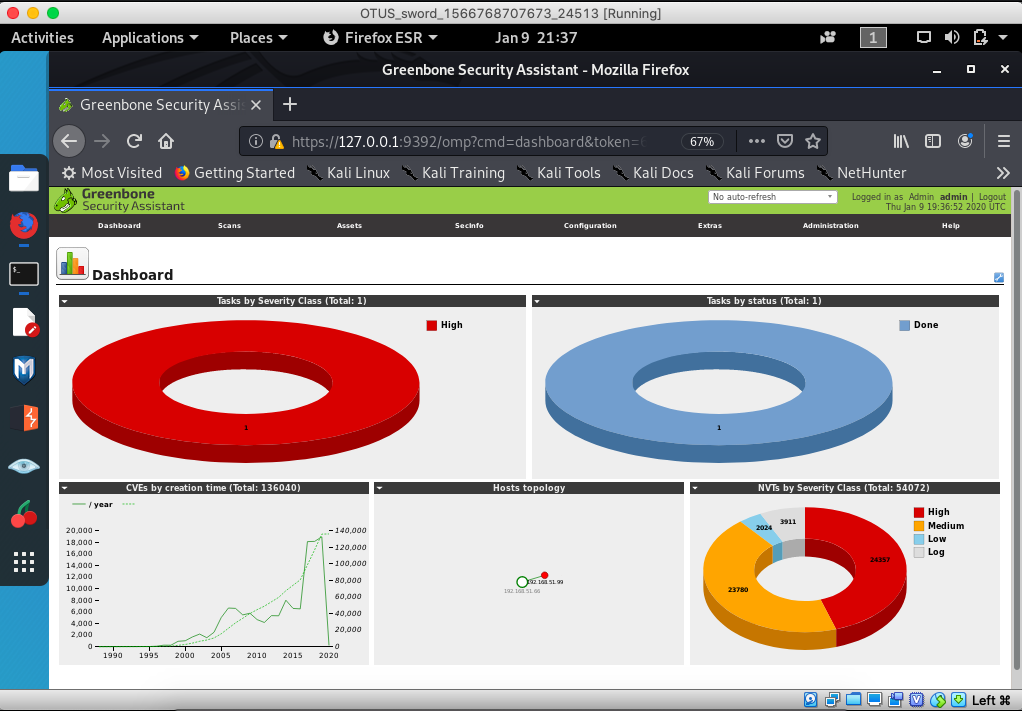 OTUS_sword_1566768707673_24513 [Running]
Activities Applications Places Firefox ESR Jan 9 21:37 1
Greenbone Security Assistant - Mozilla Firefox
Greenbone Security Assi
https://127.0.0.1:9392/omp?cmd=dashboard&token= 67%
Most Visited Getting Started Kali Linux Kali Training Kali Tools Kali Docs Kali Forums NetHunter
Greenbone
Security Assistant
No auto-refresh
Logged in as Admin admin | Logout
Thu Jan 9 19:36:52 2020 UTC
Dashboard Scans Assets SecInfo Configuration Extras Administration Help
Dashboard
Tasks by Severity Class (Total: 1)
High
1
Tasks by status (Total: 1)
Done
1
CVEs by creation time (Total: 136040)
/ year
20,000
18,000
16,000
14,000
12,000
10,000
8,000
6,000
4,000
2,000
0
140,000
120,000
100,000
80,000
60,000
40,000
20,000
0
1990 1995 2000 2005 2010 2015 2020
Hosts topology
192.168.51.99
192.168.51.66
NVTs by Severity Class (Total: 54072)
High
Medium
Low
Log
3911
2024
24357
23780
Left ⌘